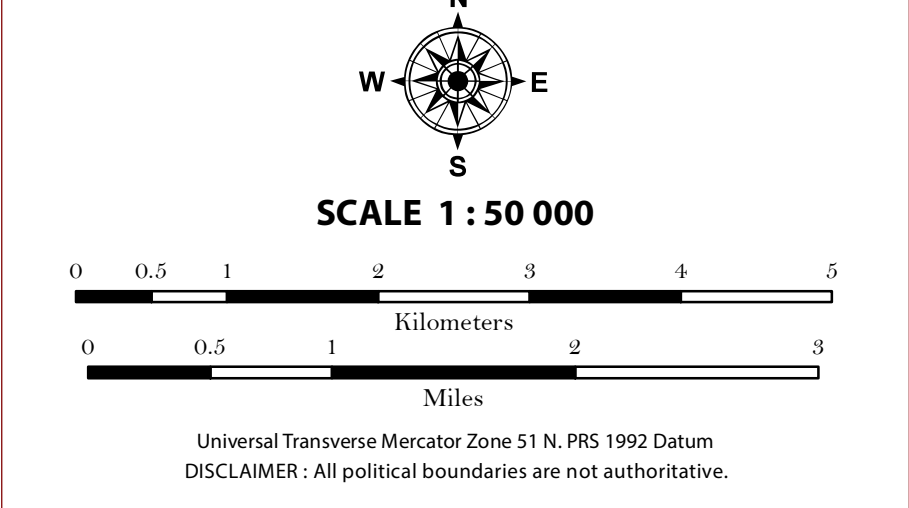 N
W E
S
SCALE 1 : 50 000
0 0.5 1 2 3 4 5
Kilometers
0 0.5 1 2 3
Miles
Universal Transverse Mercator Zone 51 N. PRS 1992 Datum
DISCLAIMER : All political boundaries are not authoritative.